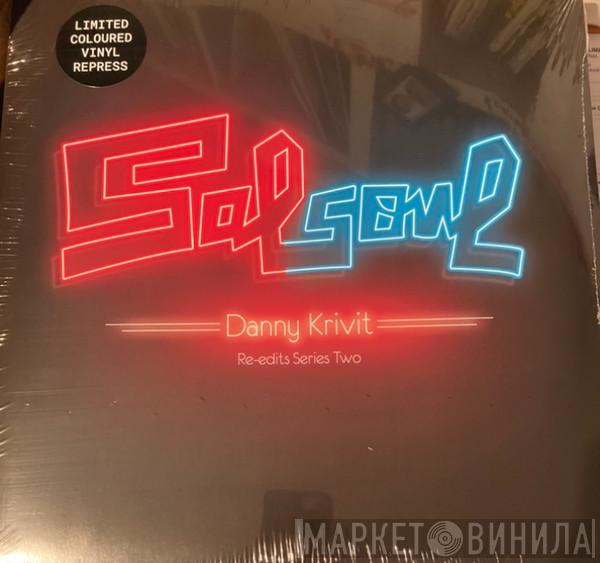 LIMITED
COLOURED
VINYL
REPRESS
Salsoul
Danny Krivit
Re-edits Series Two
МАРКЕТ ВИНИЛА